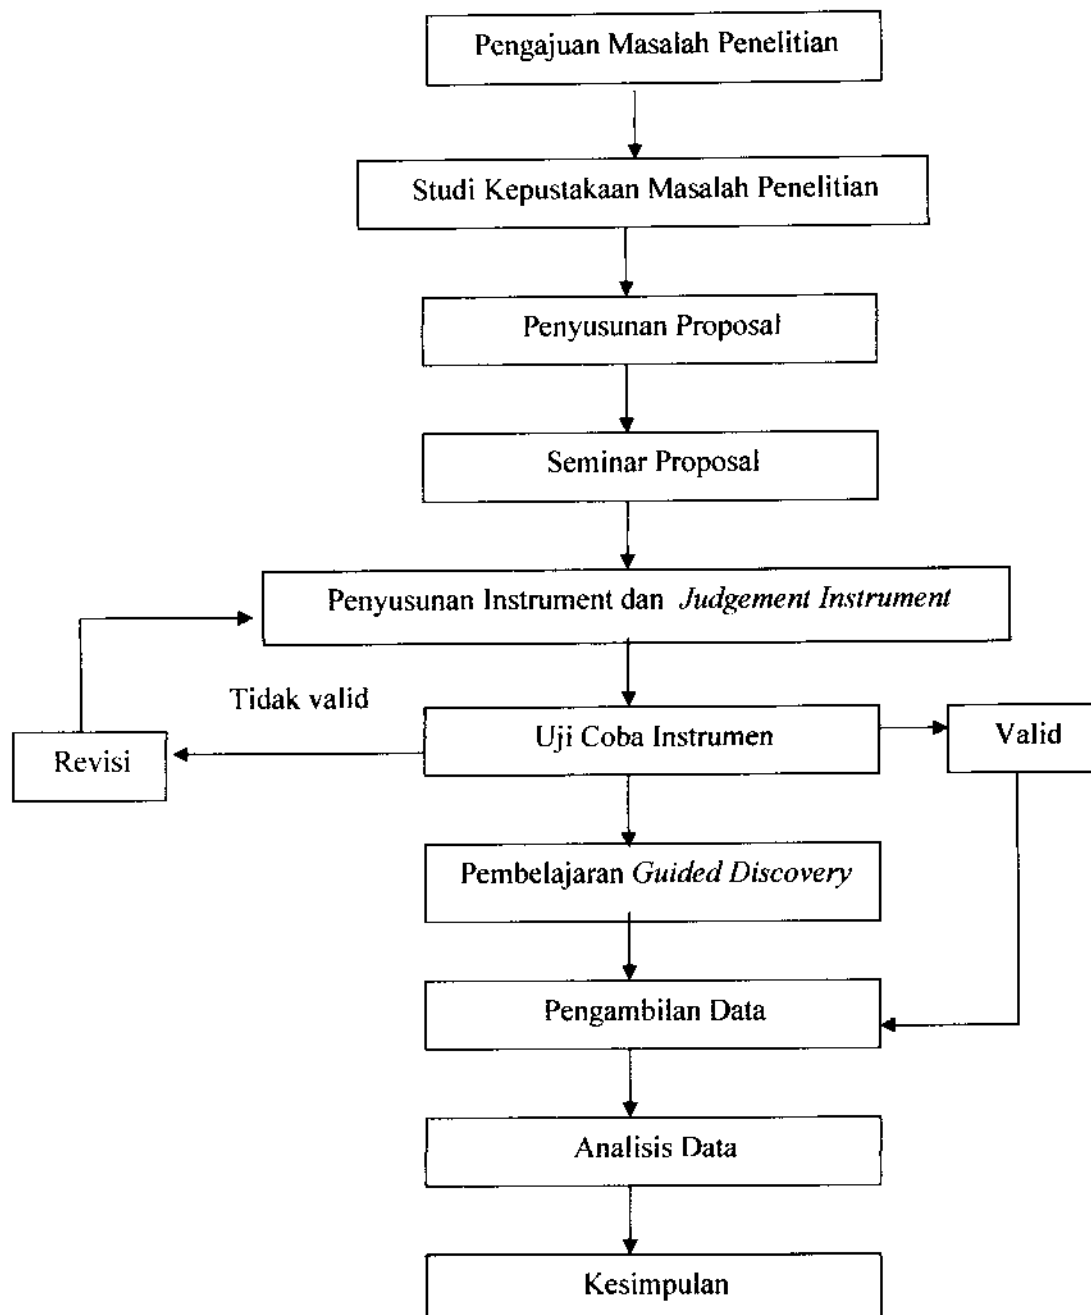 Pengajuan Masalah Penelitian
Studi Kepustakaan Masalah Penelitian
Penyusunan Proposal
Seminar Proposal
Penyusunan Instrument dan Judgement Instrument
Tidak valid
Revisi
Uji Coba Instrumen
Valid
Pembelajaran Guided Discovery
Pengambilan Data
Analisis Data
Kesimpulan